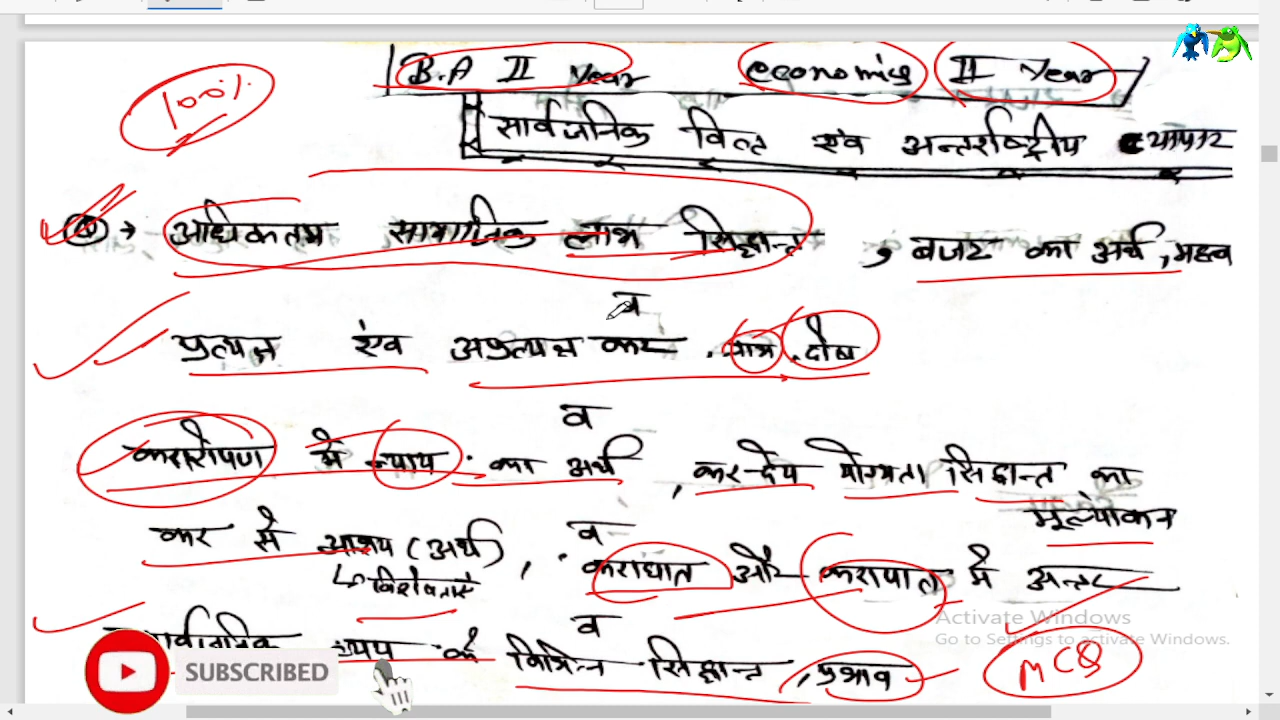 B.A II Year economics II Year
100%
सार्वजनिक वित्त एंव अन्तर्राष्ट्रीय व्यापार
→ अधिकतम सामाजिक लाभ सिद्धान्त , बजट का अर्थ, महत्व
व
प्रत्यक्ष एंव अप्रत्यक्ष कर . लाभ . दोष
व
करारोपण मे न्याय का अर्थ , कर-देय योग्यता सिद्धान्त का
मूल्यांकन
कर से आशय (अर्थ) , कराघात और करापात मे अन्तर
व
↳ विशेषताएं
व
सार्वजनिक व्यय के विभिन्न सिद्धान्त , प्रभाव
MCQ
Activate Windows
Go to Settings to activate Windows.
SUBSCRIBED